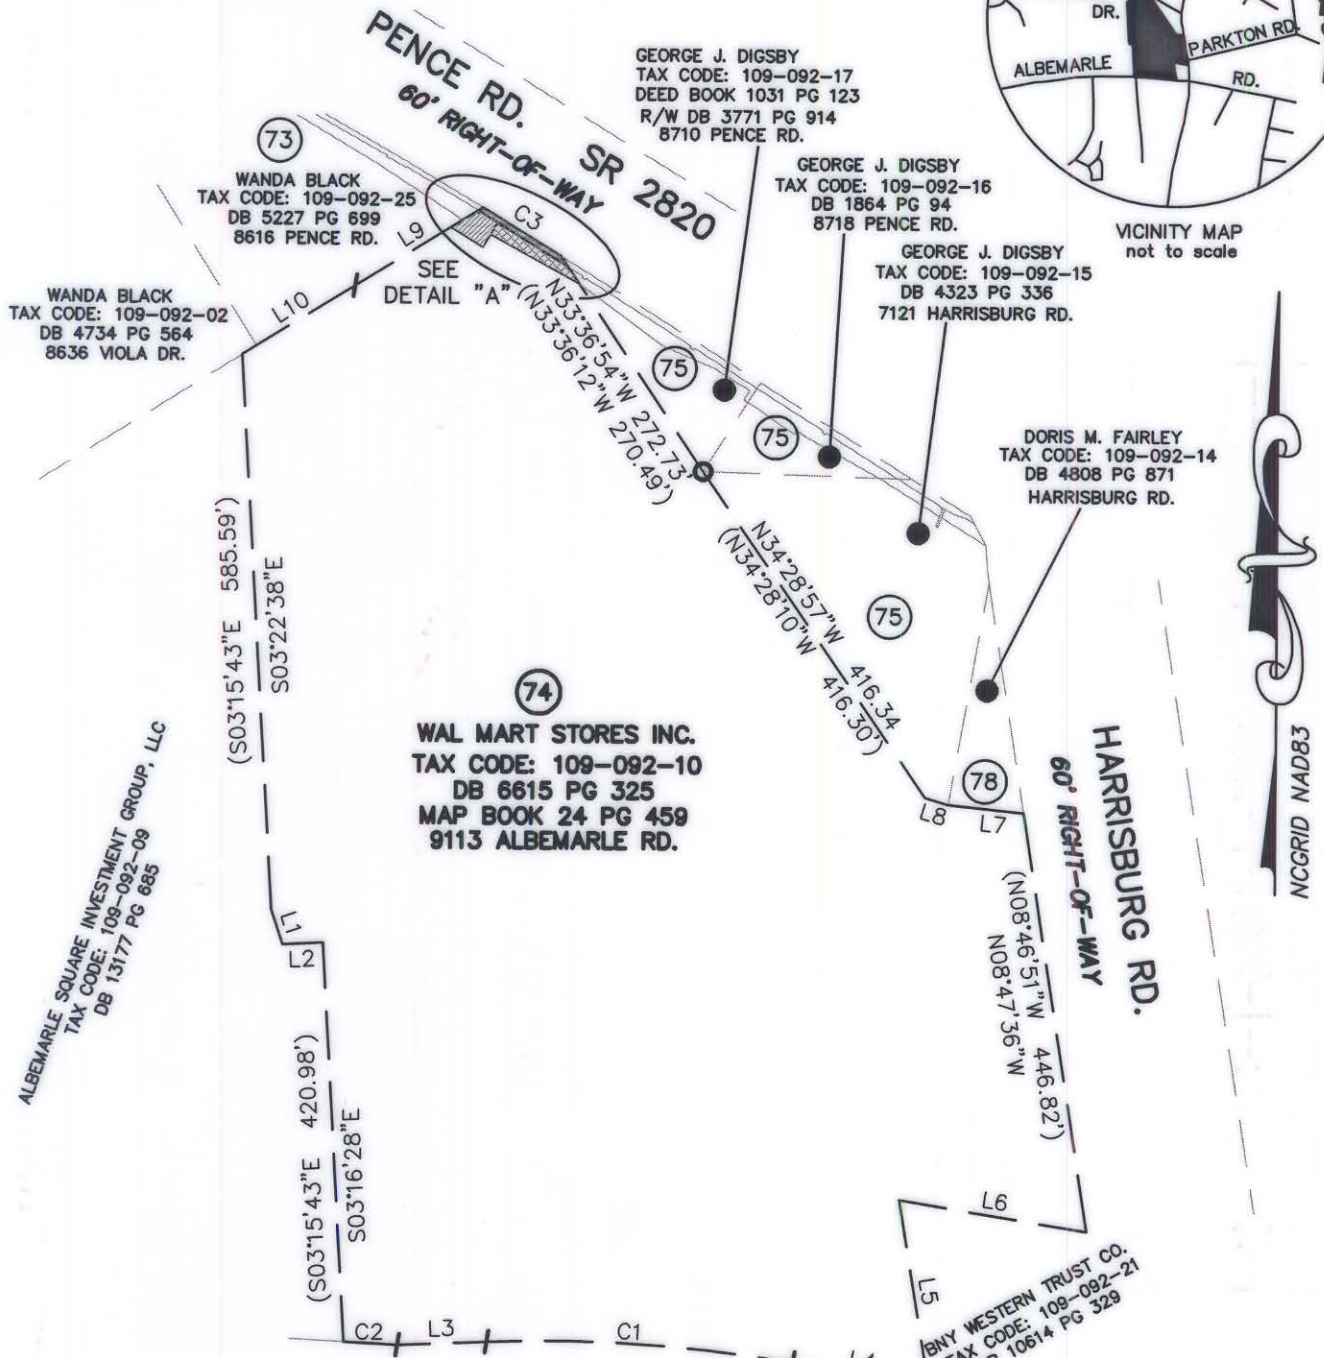 DR.
PARKTON RD.
ALBEMARLE
RD.
VICINITY MAP
not to scale
PENCE RD.
60' RIGHT-OF-WAY
SR 2820
GEORGE J. DIGSBY
TAX CODE: 109-092-17
DEED BOOK 1031 PG 123
R/W DB 3771 PG 914
8710 PENCE RD.
73
WANDA BLACK
TAX CODE: 109-092-25
DB 5227 PG 699
8616 PENCE RD.
GEORGE J. DIGSBY
TAX CODE: 109-092-16
DB 1864 PG 94
8718 PENCE RD.
C3
L9
SEE
DETAIL "A"
GEORGE J. DIGSBY
TAX CODE: 109-092-15
DB 4323 PG 336
7121 HARRISBURG RD.
WANDA BLACK
TAX CODE: 109-092-02
DB 4734 PG 564
8636 VIOLA DR.
L10
N33°36'54"W 272.73'
(N33°36'12"W 270.49')
75
75
DORIS M. FAIRLEY
TAX CODE: 109-092-14
DB 4808 PG 871
HARRISBURG RD.
(S03°15'43"E 585.59')
S03°22'38"E
N34°28'57"W 416.34
(N34°28'10"W 416.30')
75
74
WAL MART STORES INC.
TAX CODE: 109-092-10
DB 6615 PG 325
MAP BOOK 24 PG 459
9113 ALBEMARLE RD.
78
L8
L7
HARRISBURG RD.
60' RIGHT-OF-WAY
NCGRID NAD83
ALBEMARLE SQUARE INVESTMENT GROUP, LLC
TAX CODE: 109-092-09
DB 13177 PG 685
L1
L2
(N08°46'51"W 446.82')
N08°47'36"W
(S03°15'43"E 420.98')
S03°16'28"E
L6
L5
BNY WESTERN TRUST CO.
TAX CODE: 109-092-21
10614 PG 329
C2
L3
C1